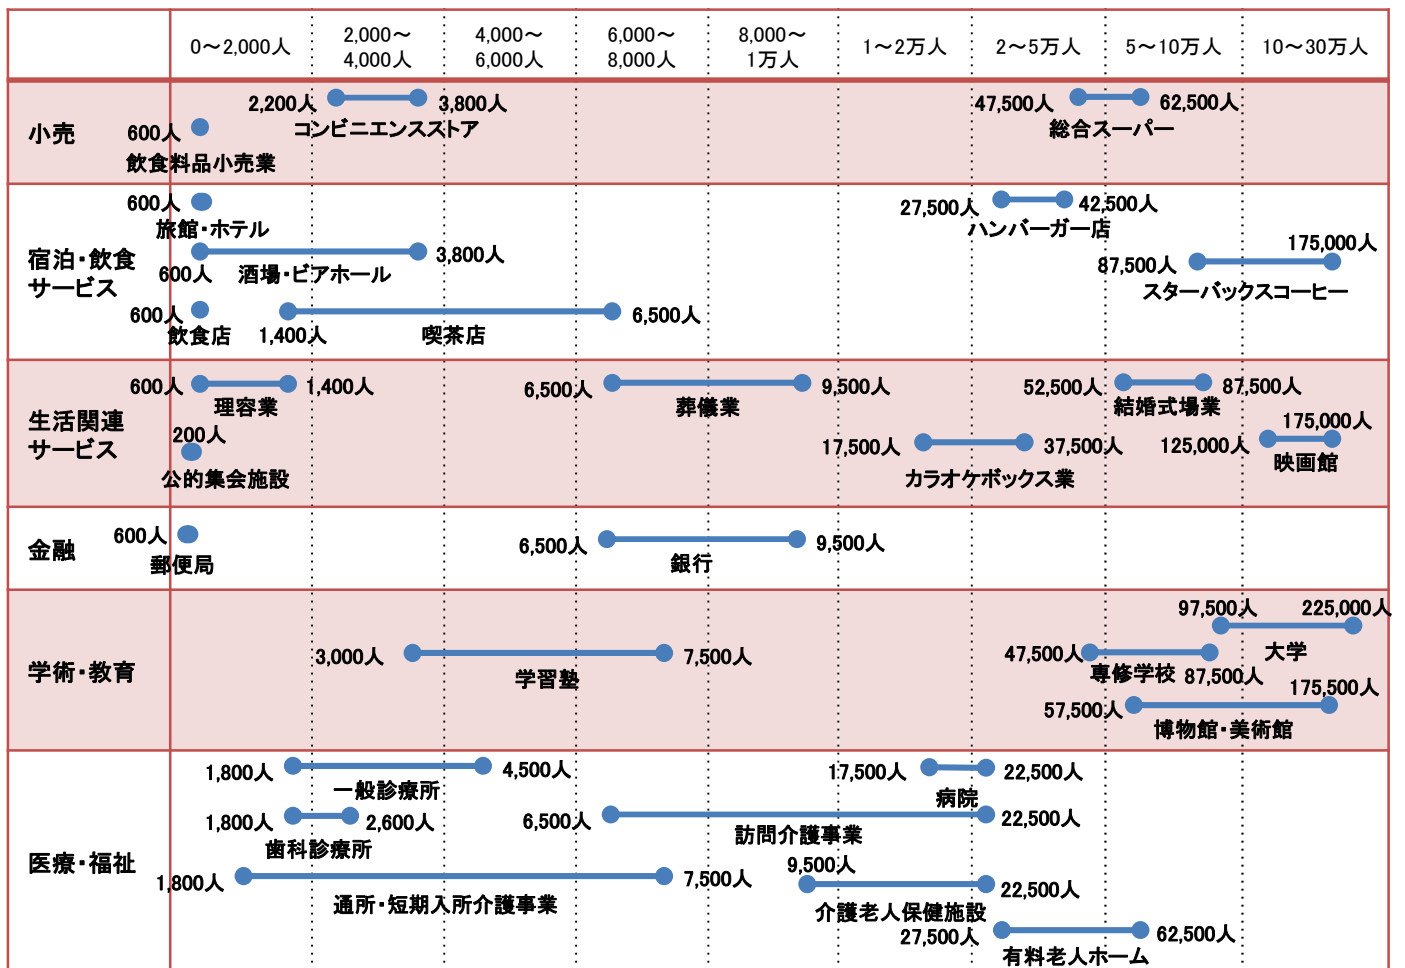 0～2,000人
2,000～
4,000人
4,000～
6,000人
6,000～
8,000人
8,000～
1万人
1～2万人
2～5万人
5～10万人
10～30万人
小売
2,200人
3,800人
コンビニエンスストア
47,500人
62,500人
総合スーパー
600人
飲食料品小売業
宿泊・飲食
サービス
600人
旅館・ホテル
27,500人
42,500人
ハンバーガー店
600人
3,800人
酒場・ビアホール
87,500人
175,000人
スターバックスコーヒー
600人
飲食店
1,400人
6,500人
喫茶店
生活関連
サービス
600人
1,400人
理容業
6,500人
9,500人
葬儀業
52,500人
87,500人
結婚式場業
200人
公的集会施設
17,500人
37,500人
カラオケボックス業
125,000人
175,000人
映画館
金融
600人
郵便局
6,500人
9,500人
銀行
学術・教育
97,500人
225,000人
大学
3,000人
7,500人
学習塾
47,500人
87,500人
専修学校
57,500人
175,500人
博物館・美術館
医療・福祉
1,800人
4,500人
一般診療所
17,500人
22,500人
病院
1,800人
2,600人
歯科診療所
6,500人
22,500人
訪問介護事業
1,800人
7,500人
通所・短期入所介護事業
9,500人
22,500人
介護老人保健施設
27,500人
62,500人
有料老人ホーム